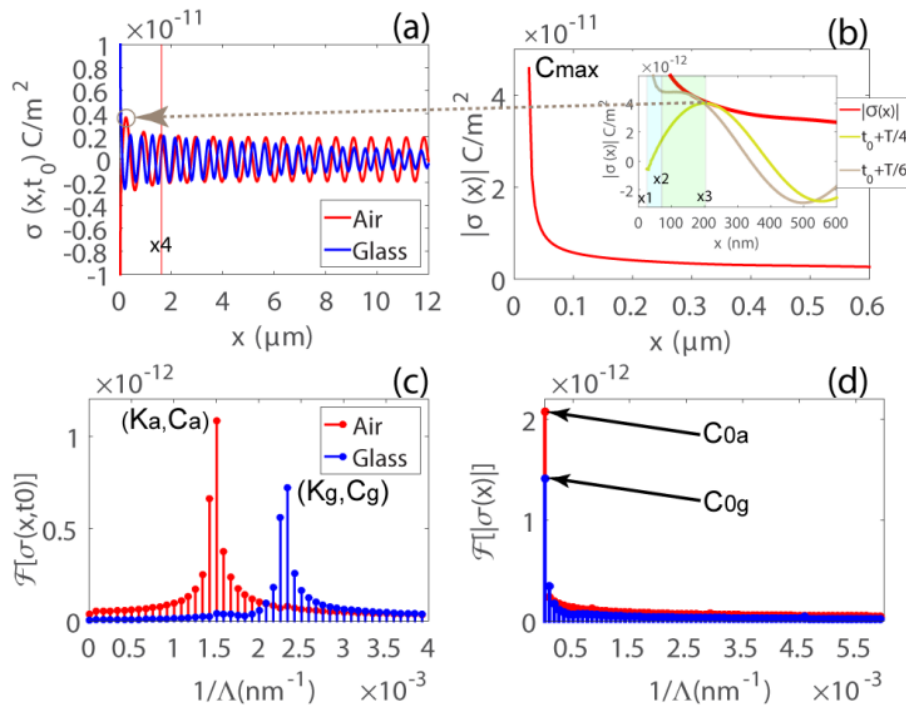 ×10⁻¹¹
(a)
1
0.8
0.6
0.4
0.2
0
-0.2
-0.4
-0.6
-0.8
-1
σ (x,t₀) C/m²
x4
Air
Glass
0 2 4 6 8 10 12
x (μm)
×10⁻¹¹
(b)
Cmax
5
4
3
2
1
0
|σ (x)| C/m²
0 0.1 0.2 0.3 0.4 0.5 0.6
x (μm)
×10⁻¹²
6
4
2
0
-2
|σ (x)| C/m²
x1
x2
x3
0 100 200 300 400 500 600
x (nm)
|σ(x)|
t₀+T/4
t₀+T/6
×10⁻¹²
(c)
(Ka,Ca)
Air
Glass
(Kg,Cg)
1
0.5
0
ℱ[σ(x,t0)]
0 0.5 1 1.5 2 2.5 3 3.5 4
1/Λ(nm⁻¹) ×10⁻³
×10⁻¹²
(d)
C0a
C0g
2
1
0
ℱ[|σ(x)|]
0.5 1.5 2.5 3.5 4.5 5.5
1/Λ(nm⁻¹) ×10⁻³